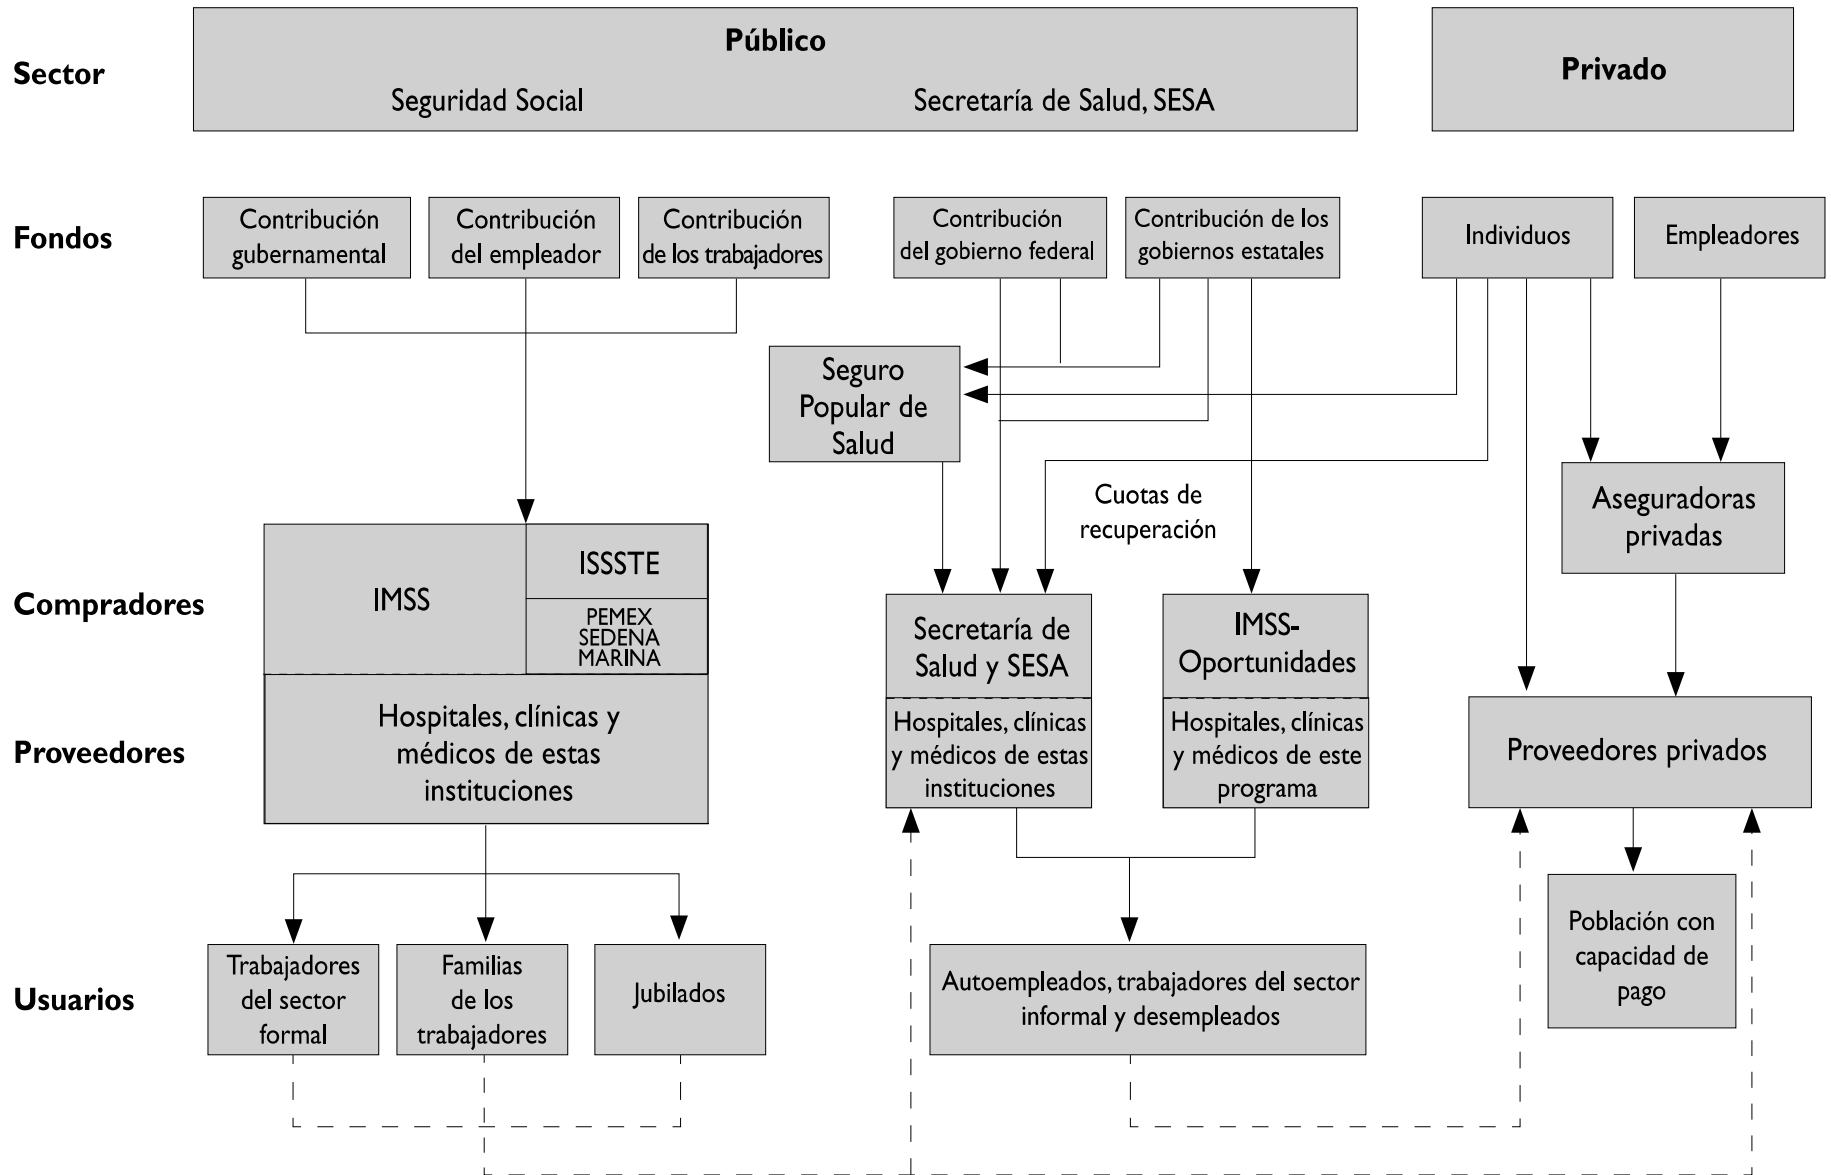 Sector
Público
Seguridad Social
Secretaría de Salud, SESA
Privado
Fondos
Contribución
gubernamental
Contribución
del empleador
Contribución
de los trabajadores
Contribución
del gobierno federal
Contribución de los
gobiernos estatales
Individuos
Empleadores
Seguro
Popular de
Salud
Cuotas de
recuperación
Aseguradoras
privadas
Compradores
IMSS
ISSSTE
PEMEX
SEDENA
MARINA
Secretaría de
Salud y SESA
IMSS-
Oportunidades
Proveedores
Hospitales, clínicas y
médicos de estas
instituciones
Hospitales, clínicas
y médicos de estas
instituciones
Hospitales, clínicas
y médicos de este
programa
Proveedores privados
Usuarios
Trabajadores
del sector
formal
Familias
de los
trabajadores
Jubilados
Autoempleados, trabajadores del sector
informal y desempleados
Población con
capacidad de
pago